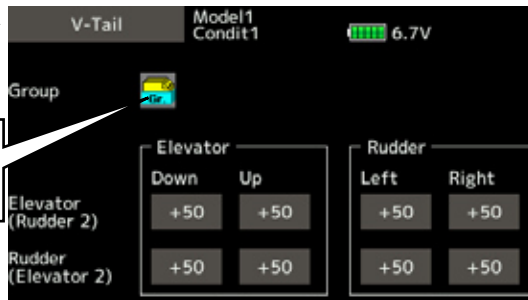 V-Tail
Model1
Condit1
6.7V
Group
Gr.
Elevator
Rudder
Down Up Left Right
Elevator
(Rudder 2)
+50 +50 +50 +50
Rudder
(Elevator 2)
+50 +50 +50 +50